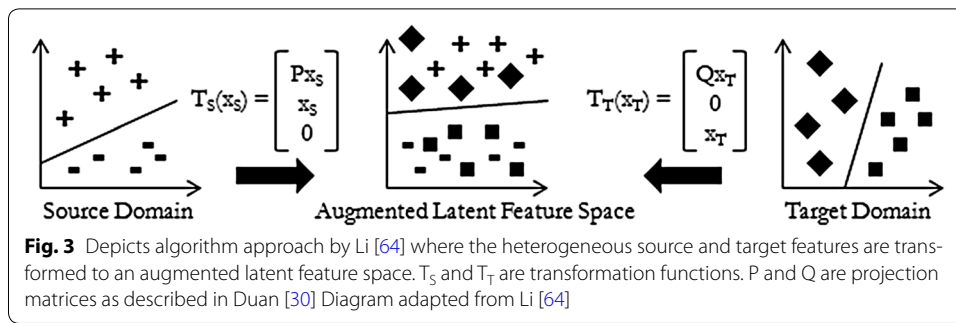 T_S(x_S) = [Px_S
x_S
0]
T_T(x_T) = [Qx_T
0
x_T]
Source Domain
Augmented Latent Feature Space
Target Domain
Fig. 3 Depicts algorithm approach by Li [64] where the heterogeneous source and target features are trans-
formed to an augmented latent feature space. T_S and T_T are transformation functions. P and Q are projection
matrices as described in Duan [30] Diagram adapted from Li [64]